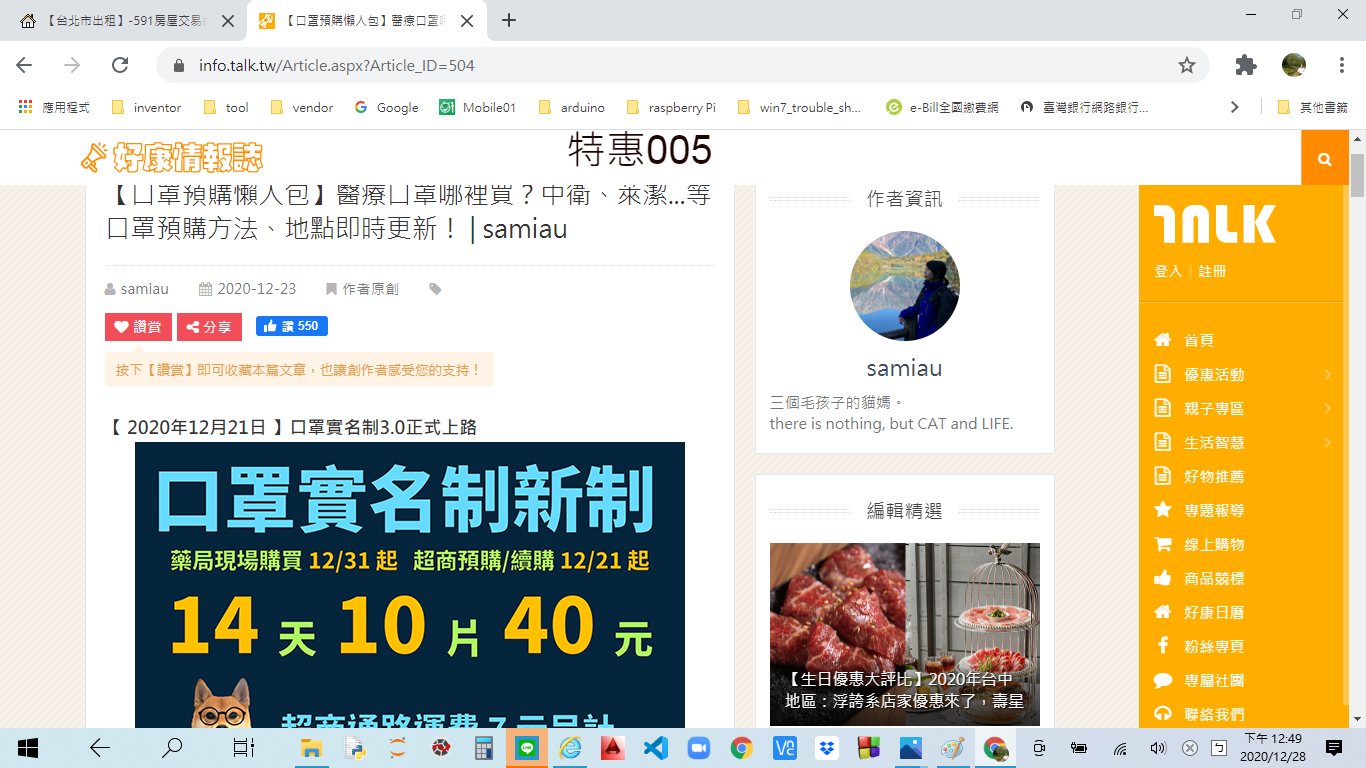 【台北市出租】-591房屋交易
【口罩預購懶人包】醫療口罩
info.talk.tw/Article.aspx?Article_ID=504
應用程式 inventor tool vendor Google Mobile01 arduino raspberry Pi win7_trouble_sh... e-Bill全國繳費網 臺灣銀行網路銀行... 其他書籤
好康情報誌
特惠005
【口罩預購懶人包】醫療口罩哪裡買？中衛、萊潔...等
口罩預購方法、地點即時更新！ | samiau
samiau 2020-12-23 作者原創
讚賞 分享 讚 550
按下【讚賞】即可收藏本篇文章，也讓創作者感受您的支持！
【 2020年12月21日 】口罩實名制3.0正式上路
口罩實名制新制
藥局現場購買 12/31 起 超商預購/續購 12/21 起
14 天 10 片 40 元
超商通路運費 7 元另計
作者資訊
samiau
三個毛孩子的貓媽。
there is nothing, but CAT and LIFE.
編輯精選
【生日優惠大評比】2020年台中
地區：浮誇系店家優惠來了，壽星
TALK
登入 | 註冊
首頁
優惠活動
親子專區
生活智慧
好物推薦
專題報導
線上購物
商品競標
好康日曆
粉絲專頁
專屬社團
聯絡我們
下午 12:49
2020/12/28